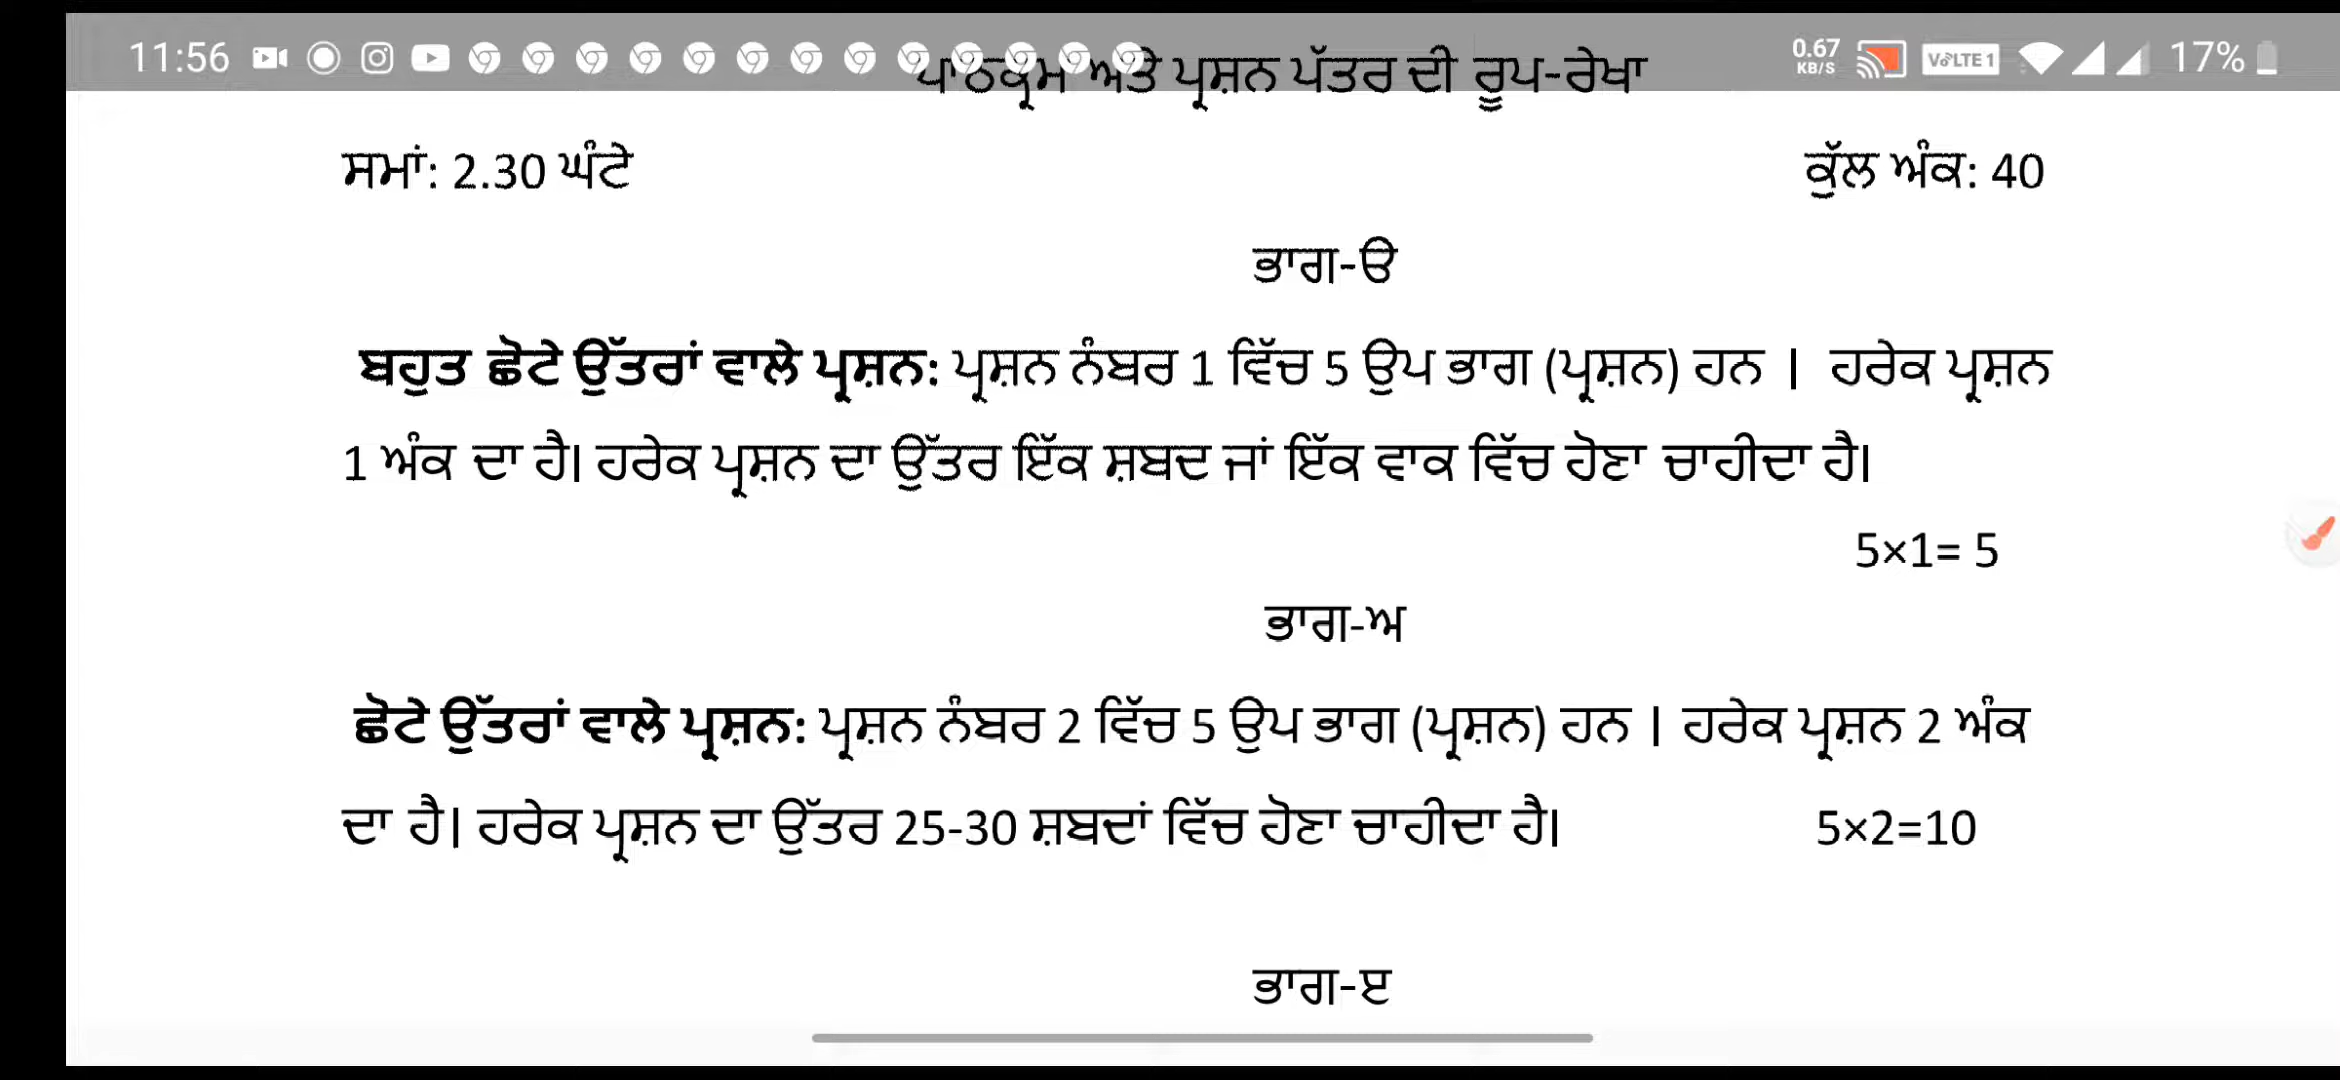 11:56 0.67 KB/S VoLTE 1 17%
ਪਾਠਕ੍ਰਮ ਅਤੇ ਪ੍ਰਸ਼ਨ ਪੱਤਰ ਦੀ ਰੂਪ-ਰੇਖਾ
ਸਮਾਂ: 2.30 ਘੰਟੇ ਕੁੱਲ ਅੰਕ: 40
ਭਾਗ-ੳ
ਬਹੁਤ ਛੋਟੇ ਉੱਤਰਾਂ ਵਾਲੇ ਪ੍ਰਸ਼ਨ: ਪ੍ਰਸ਼ਨ ਨੰਬਰ 1 ਵਿੱਚ 5 ਉਪ ਭਾਗ (ਪ੍ਰਸ਼ਨ) ਹਨ । ਹਰੇਕ ਪ੍ਰਸ਼ਨ
1 ਅੰਕ ਦਾ ਹੈ। ਹਰੇਕ ਪ੍ਰਸ਼ਨ ਦਾ ਉੱਤਰ ਇੱਕ ਸ਼ਬਦ ਜਾਂ ਇੱਕ ਵਾਕ ਵਿੱਚ ਹੋਣਾ ਚਾਹੀਦਾ ਹੈ।
5×1= 5
ਭਾਗ-ਅ
ਛੋਟੇ ਉੱਤਰਾਂ ਵਾਲੇ ਪ੍ਰਸ਼ਨ: ਪ੍ਰਸ਼ਨ ਨੰਬਰ 2 ਵਿੱਚ 5 ਉਪ ਭਾਗ (ਪ੍ਰਸ਼ਨ) ਹਨ । ਹਰੇਕ ਪ੍ਰਸ਼ਨ 2 ਅੰਕ
ਦਾ ਹੈ। ਹਰੇਕ ਪ੍ਰਸ਼ਨ ਦਾ ਉੱਤਰ 25-30 ਸ਼ਬਦਾਂ ਵਿੱਚ ਹੋਣਾ ਚਾਹੀਦਾ ਹੈ। 5×2=10
ਭਾਗ-ੲ